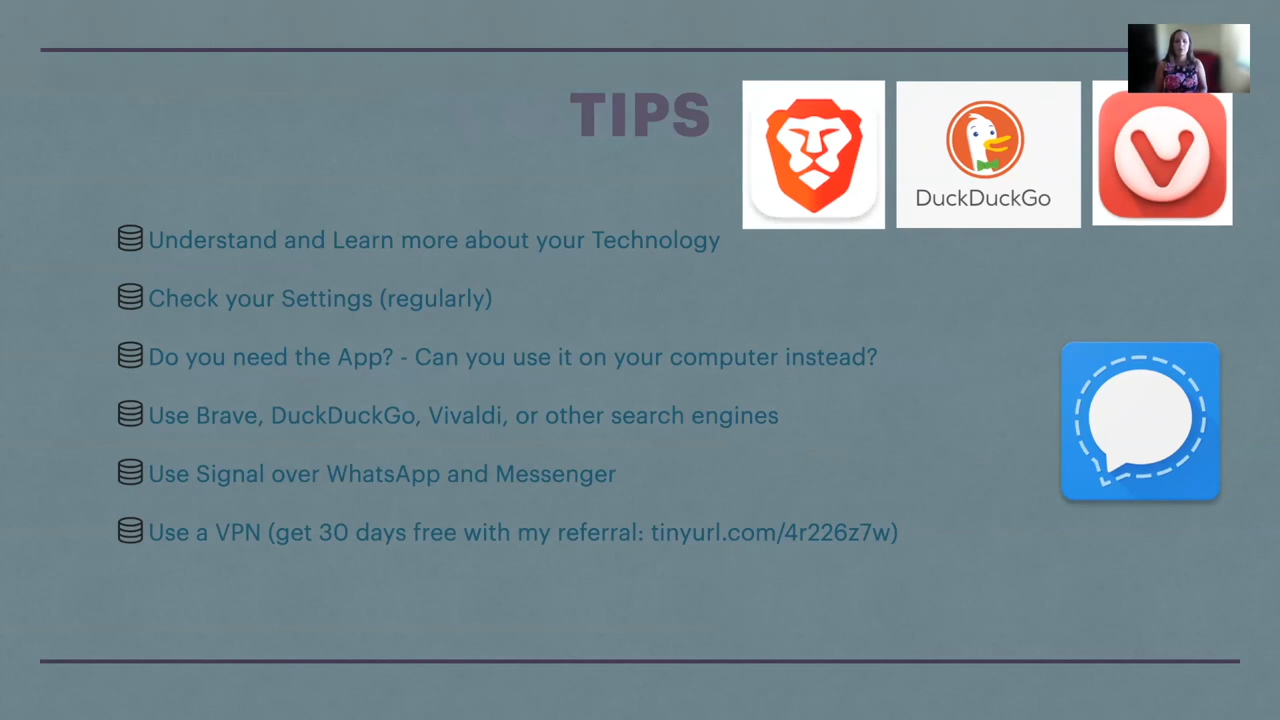 TIPS
DuckDuckGo
Understand and Learn more about your Technology
Check your Settings (regularly)
Do you need the App? - Can you use it on your computer instead?
Use Brave, DuckDuckGo, Vivaldi, or other search engines
Use Signal over WhatsApp and Messenger
Use a VPN (get 30 days free with my referral: tinyurl.com/4r226z7w)